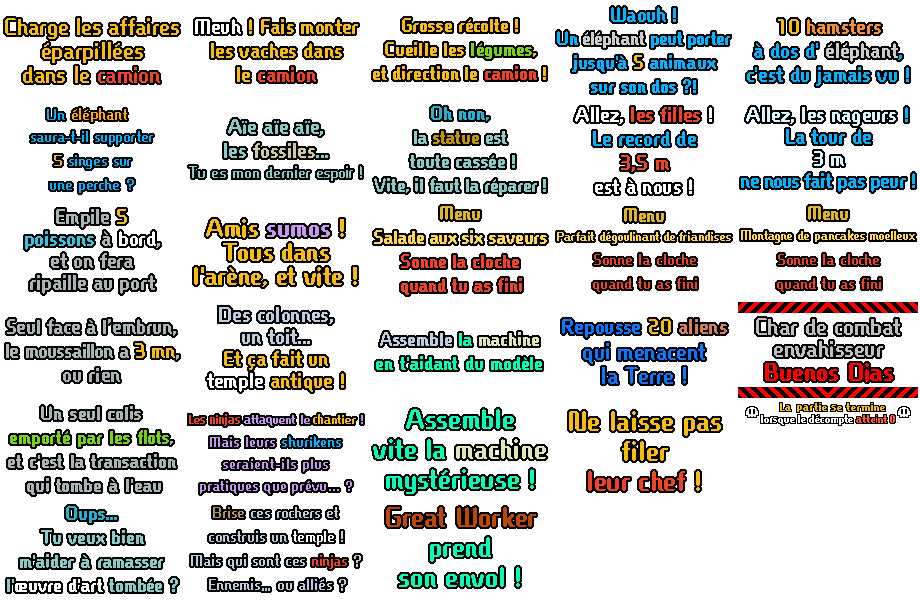 Charge les affaires
éparpillées
dans le camion
Meuh ! Fais monter
les vaches dans
le camion
Grosse récolte !
Cueille les légumes,
et direction le camion !
Waouh !
Un éléphant peut porter
jusqu'à 5 animaux
sur son dos ?!
10 hamsters
à dos d' éléphant,
c'est du jamais vu !
Un éléphant
saura-t-il supporter
5 singes sur
une perche ?
Aïe aïe aïe,
les fossiles...
Tu es mon dernier espoir !
Oh non,
la statue est
toute cassée !
Vite, il faut la réparer !
Allez, les filles !
Le record de
3,5 m
est à nous !
Allez, les nageurs !
La tour de
3 m
ne nous fait pas peur !
Empile 5
poissons à bord,
et on fera
ripaille au port
Amis sumos !
Tous dans
l'arène, et vite !
Menu
Salade aux six saveurs
Sonne la cloche
quand tu as fini
Menu
Parfait dégoulinant de friandises
Sonne la cloche
quand tu as fini
Menu
Montagne de pancakes moelleux
Sonne la cloche
quand tu as fini
Seul face à l'embrun,
le moussaillon a 3 mn,
ou rien
Des colonnes,
un toit...
Et ça fait un
temple antique !
Assemble la machine
en t'aidant du modèle
Repousse 20 aliens
qui menacent
la Terre !
Char de combat
envahisseur
Buenos Dias
Un seul colis
emporté par les flots,
et c'est la transaction
qui tombe à l'eau
Les ninjas attaquent le chantier !
Mais leurs shurikens
seraient-ils plus
pratiques que prévu... ?
Assemble
vite la machine
mystérieuse !
Ne laisse pas
filer
leur chef !
La partie se termine
lorsque le décompte atteint 0
Oups...
Tu veux bien
m'aider à ramasser
l'œuvre d'art tombée ?
Brise ces rochers et
construis un temple !
Mais qui sont ces ninjas ?
Ennemis... ou alliés ?
Great Worker
prend
son envol !